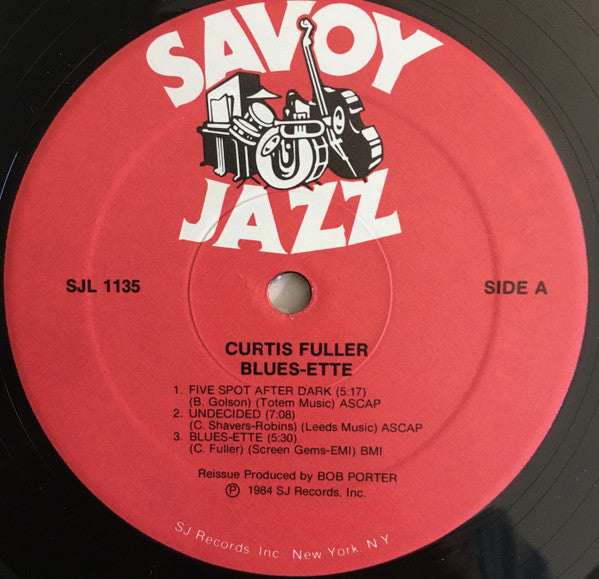 SAVOY
JAZZ
SJL 1135
SIDE A
CURTIS FULLER
BLUES-ETTE
1. FIVE SPOT AFTER DARK (5:17)
(B. Golson) (Totem Music) ASCAP
2. UNDECIDED (7:08)
(C. Shavers-Robins) (Leeds Music) ASCAP
3. BLUES-ETTE (5:30)
(C. Fuller) (Screen Gems-EMI) BMI
Reissue Produced by BOB PORTER
℗ 1984 SJ Records, Inc.
SJ Records, Inc. New York, N.Y.